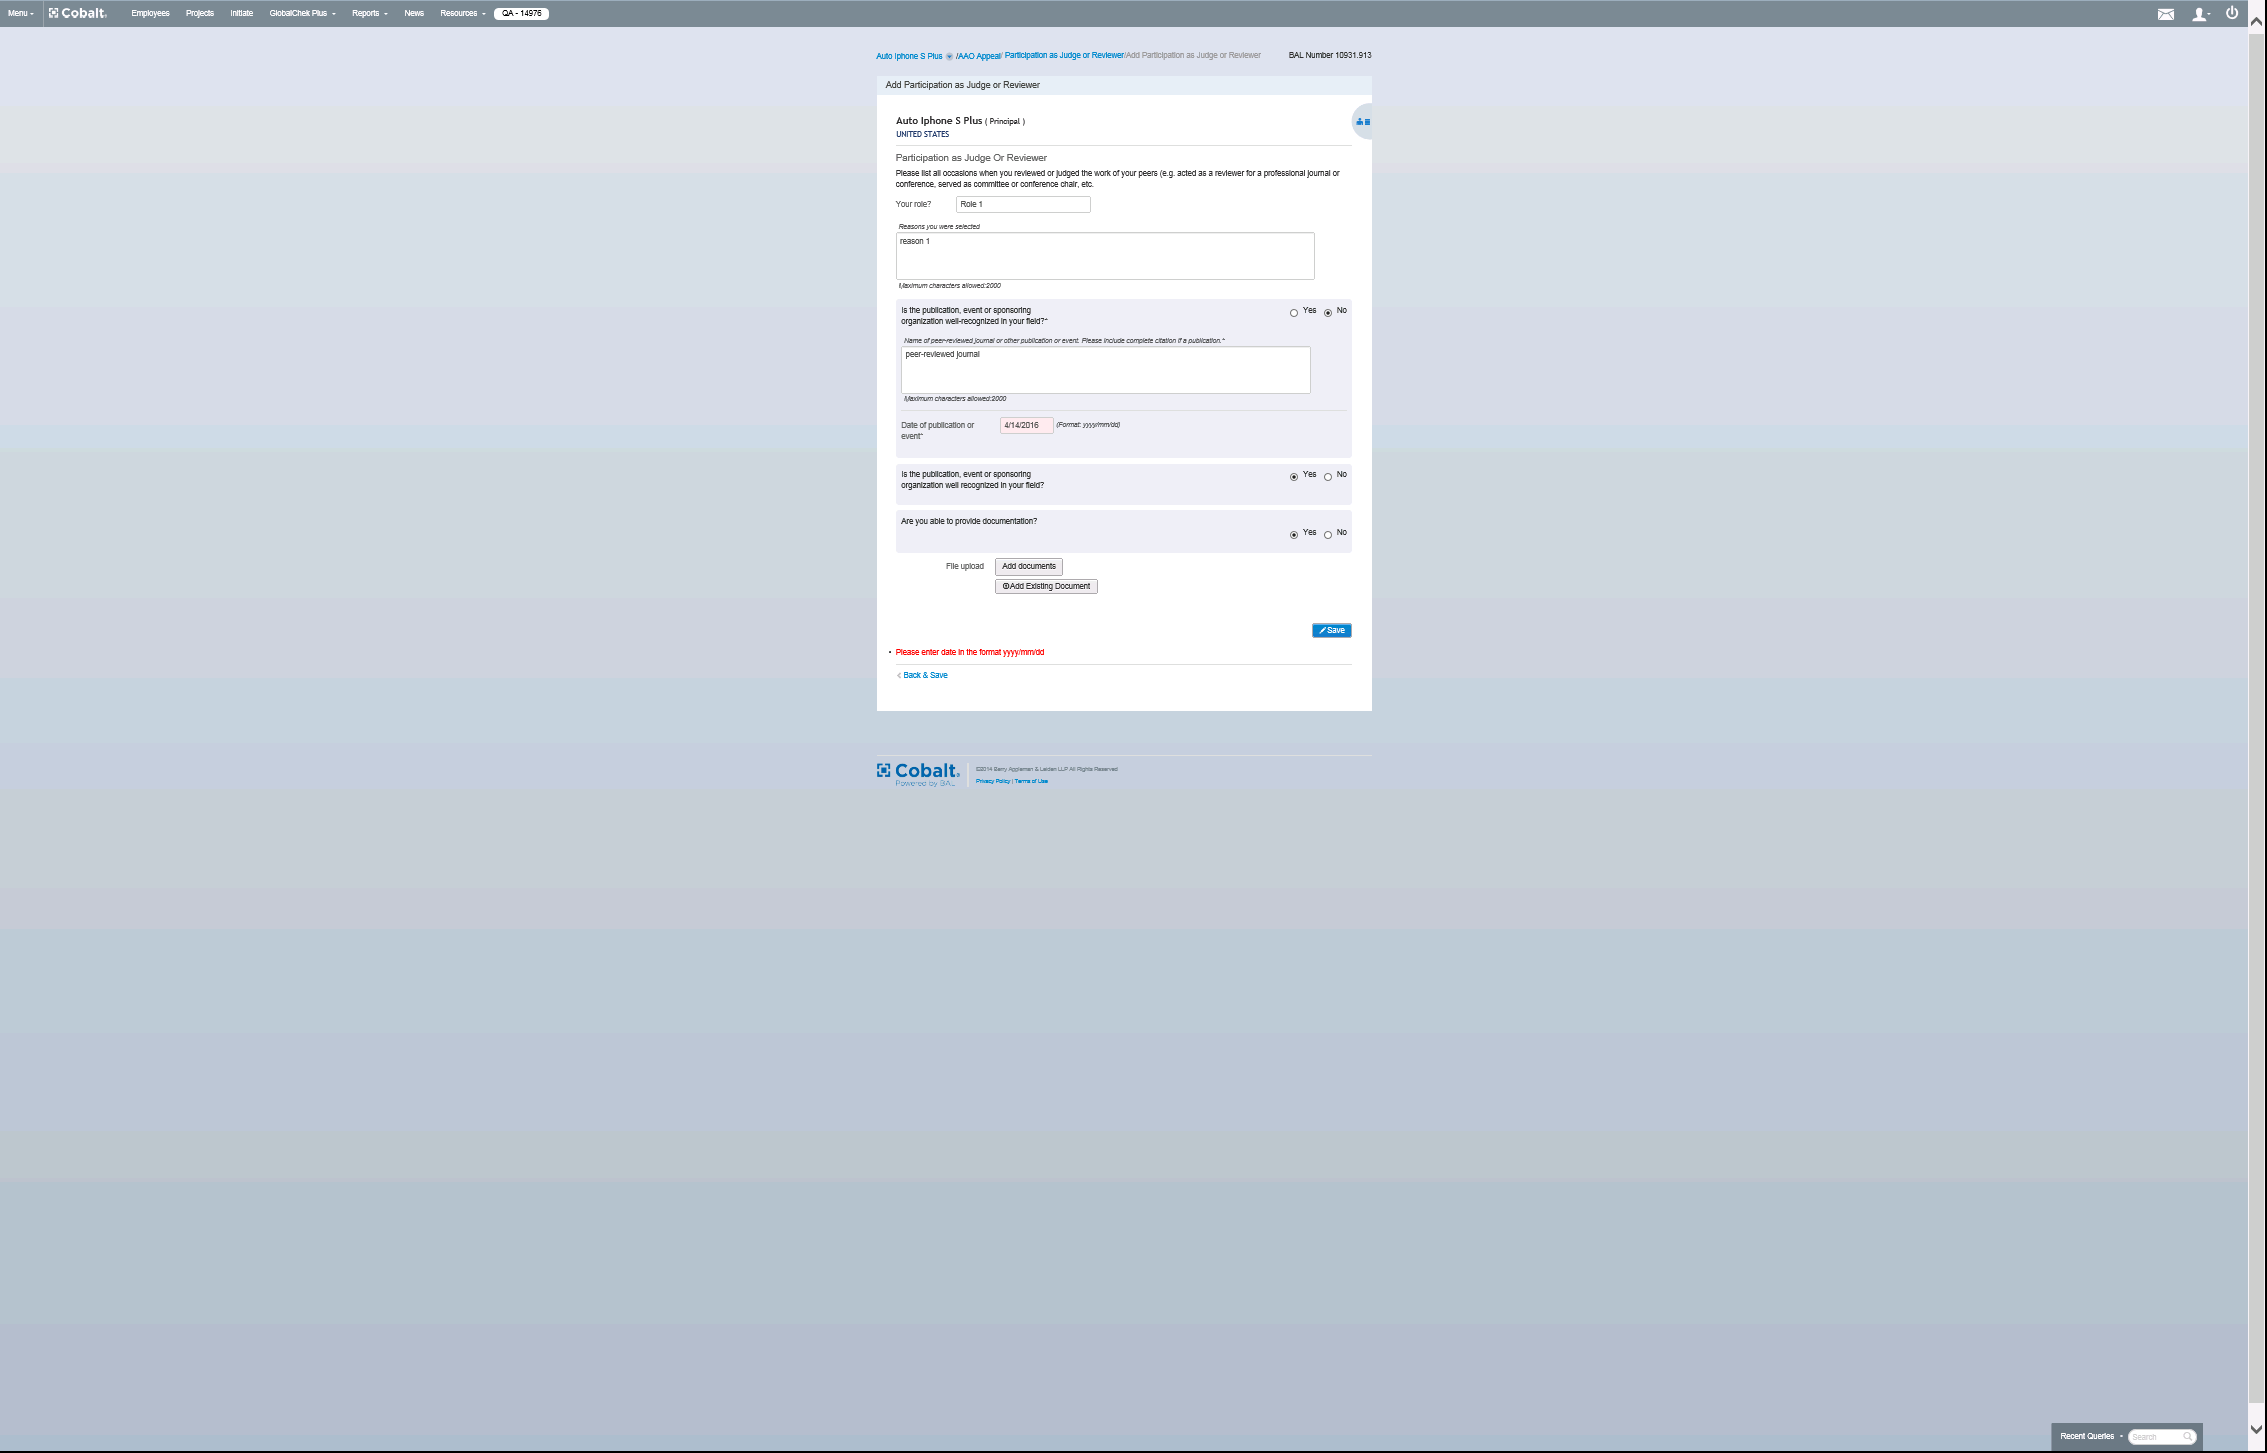 Menu
Cobalt
Employees
Projects
Initiate
GlobalChek Plus
Reports
News
Resources
QA - 14976
Auto Iphone S Plus /AAO Appeal/ Participation as Judge or Reviewer/Add Participation as Judge or Reviewer
BAL Number 10931.913
Add Participation as Judge or Reviewer
Auto Iphone S Plus ( Principal )
UNITED STATES
Participation as Judge Or Reviewer
Please list all occasions when you reviewed or judged the work of your peers (e.g. acted as a reviewer for a professional journal or
conference, served as committee or conference chair, etc.
Your role? Role 1
Reasons you were selected
reason 1
Maximum characters allowed:2000
Is the publication, event or sponsoring
organization well-recognized in your field?*
Yes No
Name of peer-reviewed journal or other publication or event. Please include complete citation if a publication.*
peer-reviewed journal
Maximum characters allowed:2000
Date of publication or
event*
4/14/2016 (Format: yyyy/mm/dd)
Is the publication, event or sponsoring
organization well recognized in your field?
Yes No
Are you able to provide documentation?
Yes No
File upload Add documents
Add Existing Document
Save
• Please enter date in the format yyyy/mm/dd
< Back & Save
Cobalt
Powered by BAL
©2014 Berry Appleman & Leiden LLP All Rights Reserved
Privacy Policy | Terms of Use
Recent Queries
Search